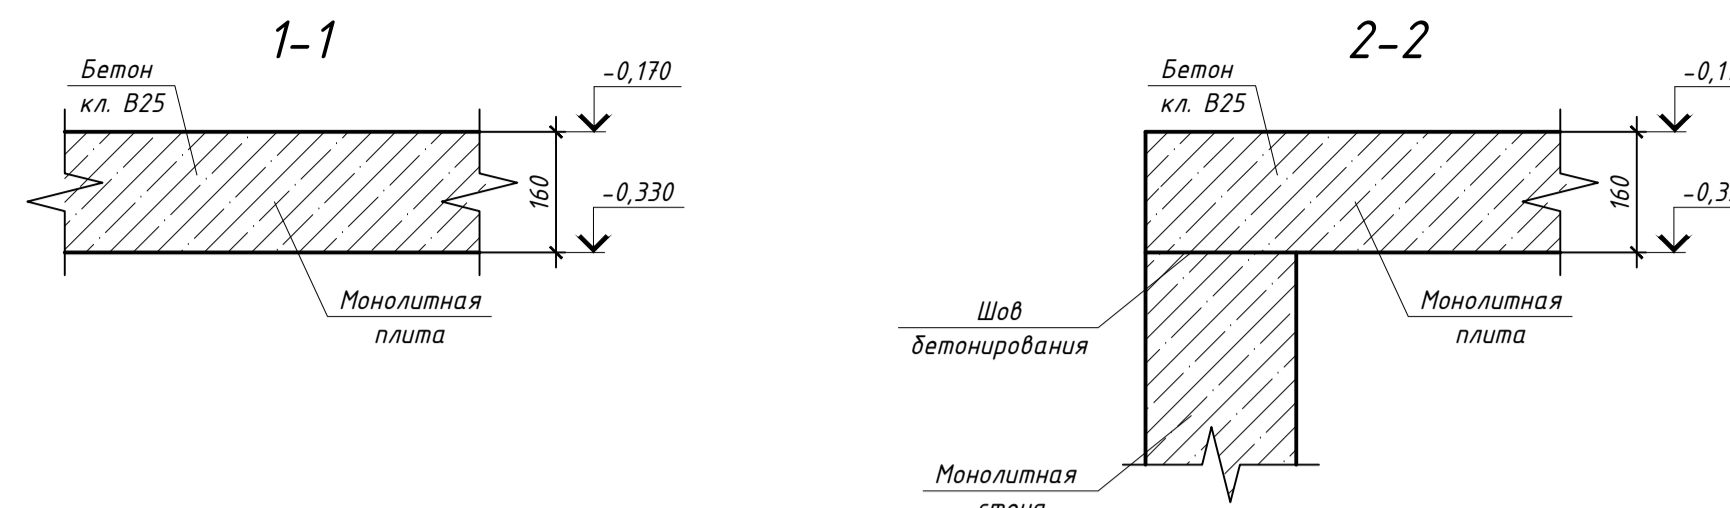 1-1
Бетон
кл. В25
-0,170
160
-0,330
Монолитная
плита
2-2
Бетон
кл. В25
160
Шов
бетонирования
Монолитная
плита
Монолитная